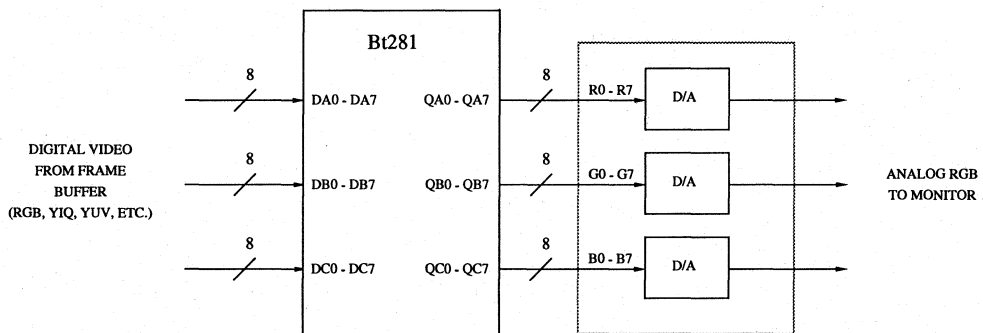 Bt281
8
8
DA0 - DA7
QA0 - QA7
R0 - R7
D/A
DIGITAL VIDEO
FROM FRAME
BUFFER
(RGB, YIQ, YUV, ETC.)
8
8
DB0 - DB7
QB0 - QB7
G0 - G7
D/A
ANALOG RGB
TO MONITOR
8
8
DC0 - DC7
QC0 - QC7
B0 - B7
D/A